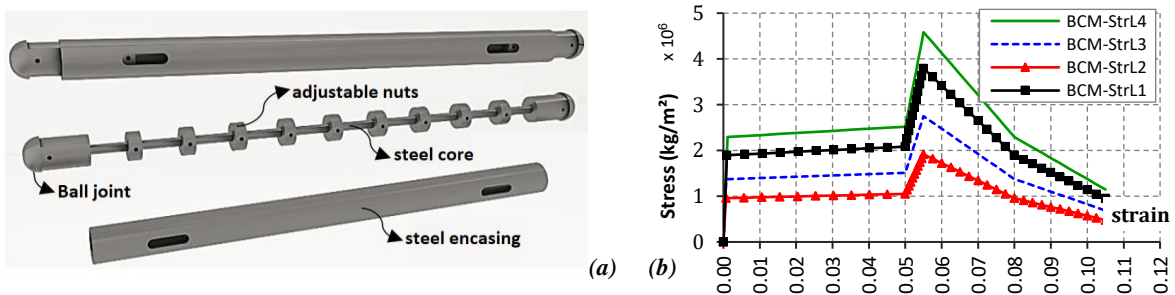 adjustable nuts
steel core
Ball joint
steel encasing
(a)
(b)
Stress (kg/m²)
x 10⁶
5
4
3
2
1
0
BCM-StrL4
BCM-StrL3
BCM-StrL2
BCM-StrL1
strain
0.00 0.01 0.02 0.03 0.04 0.05 0.06 0.07 0.08 0.09 0.10 0.11 0.12